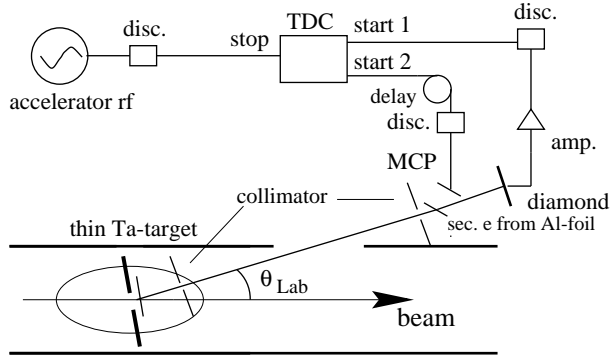 TDC
disc.
disc.
stop
start 1
start 2
accelerator rf
delay
disc.
amp.
MCP
collimator
diamond
sec. e from Al-foil
thin Ta-target
θ Lab
beam